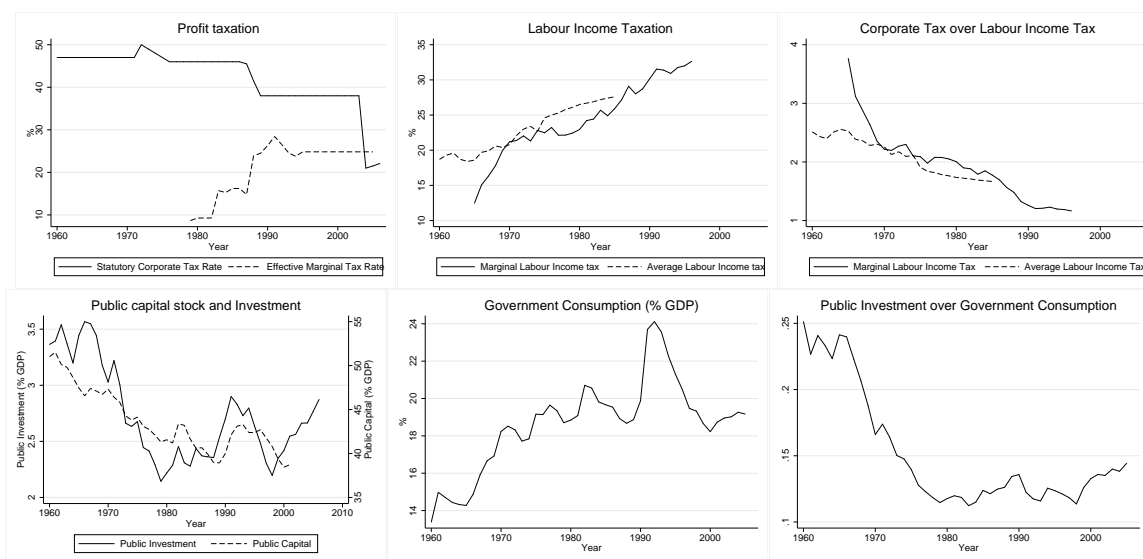 Profit taxation
%
50
40
30
20
10
1960 1970 1980 1990 2000
Year
Statutory Corporate Tax Rate Effective Marginal Tax Rate
Labour Income Taxation
%
35
30
25
20
15
10
1960 1970 1980 1990 2000
Year
Marginal Labour Income tax Average Labour Income tax
Corporate Tax over Labour Income Tax
4
3
2
1
1960 1970 1980 1990 2000
Year
Marginal Labour Income Tax Average Labour Income Tax
Public capital stock and Investment
Public Investment (% GDP)
3.5
3
2.5
2
Public Capital (% GDP)
55
50
45
40
35
1960 1970 1980 1990 2000 2010
Year
Public Investment Public Capital
Government Consumption (% GDP)
%
24
22
20
18
16
14
1960 1970 1980 1990 2000
Year
Public Investment over Government Consumption
.25
.2
.15
.1
1960 1970 1980 1990 2000
Year